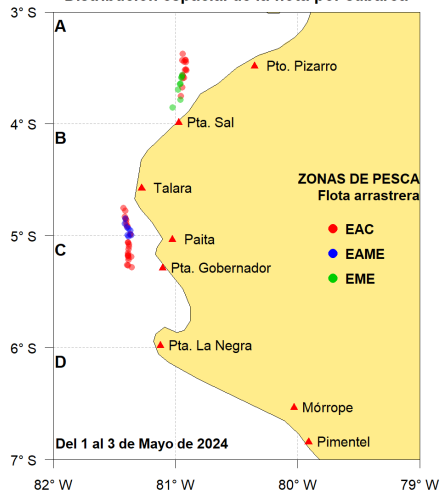 3° S
A
Pto. Pizarro
4° S
Pta. Sal
B
ZONAS DE PESCA
Flota arrastrera
Talara
EAC
5° S
Paita
C
EAME
Pta. Gobernador
EME
6° S
Pta. La Negra
D
Mórrope
Del 1 al 3 de Mayo de 2024
Pimentel
7° S
82° W
81° W
80° W
79° W